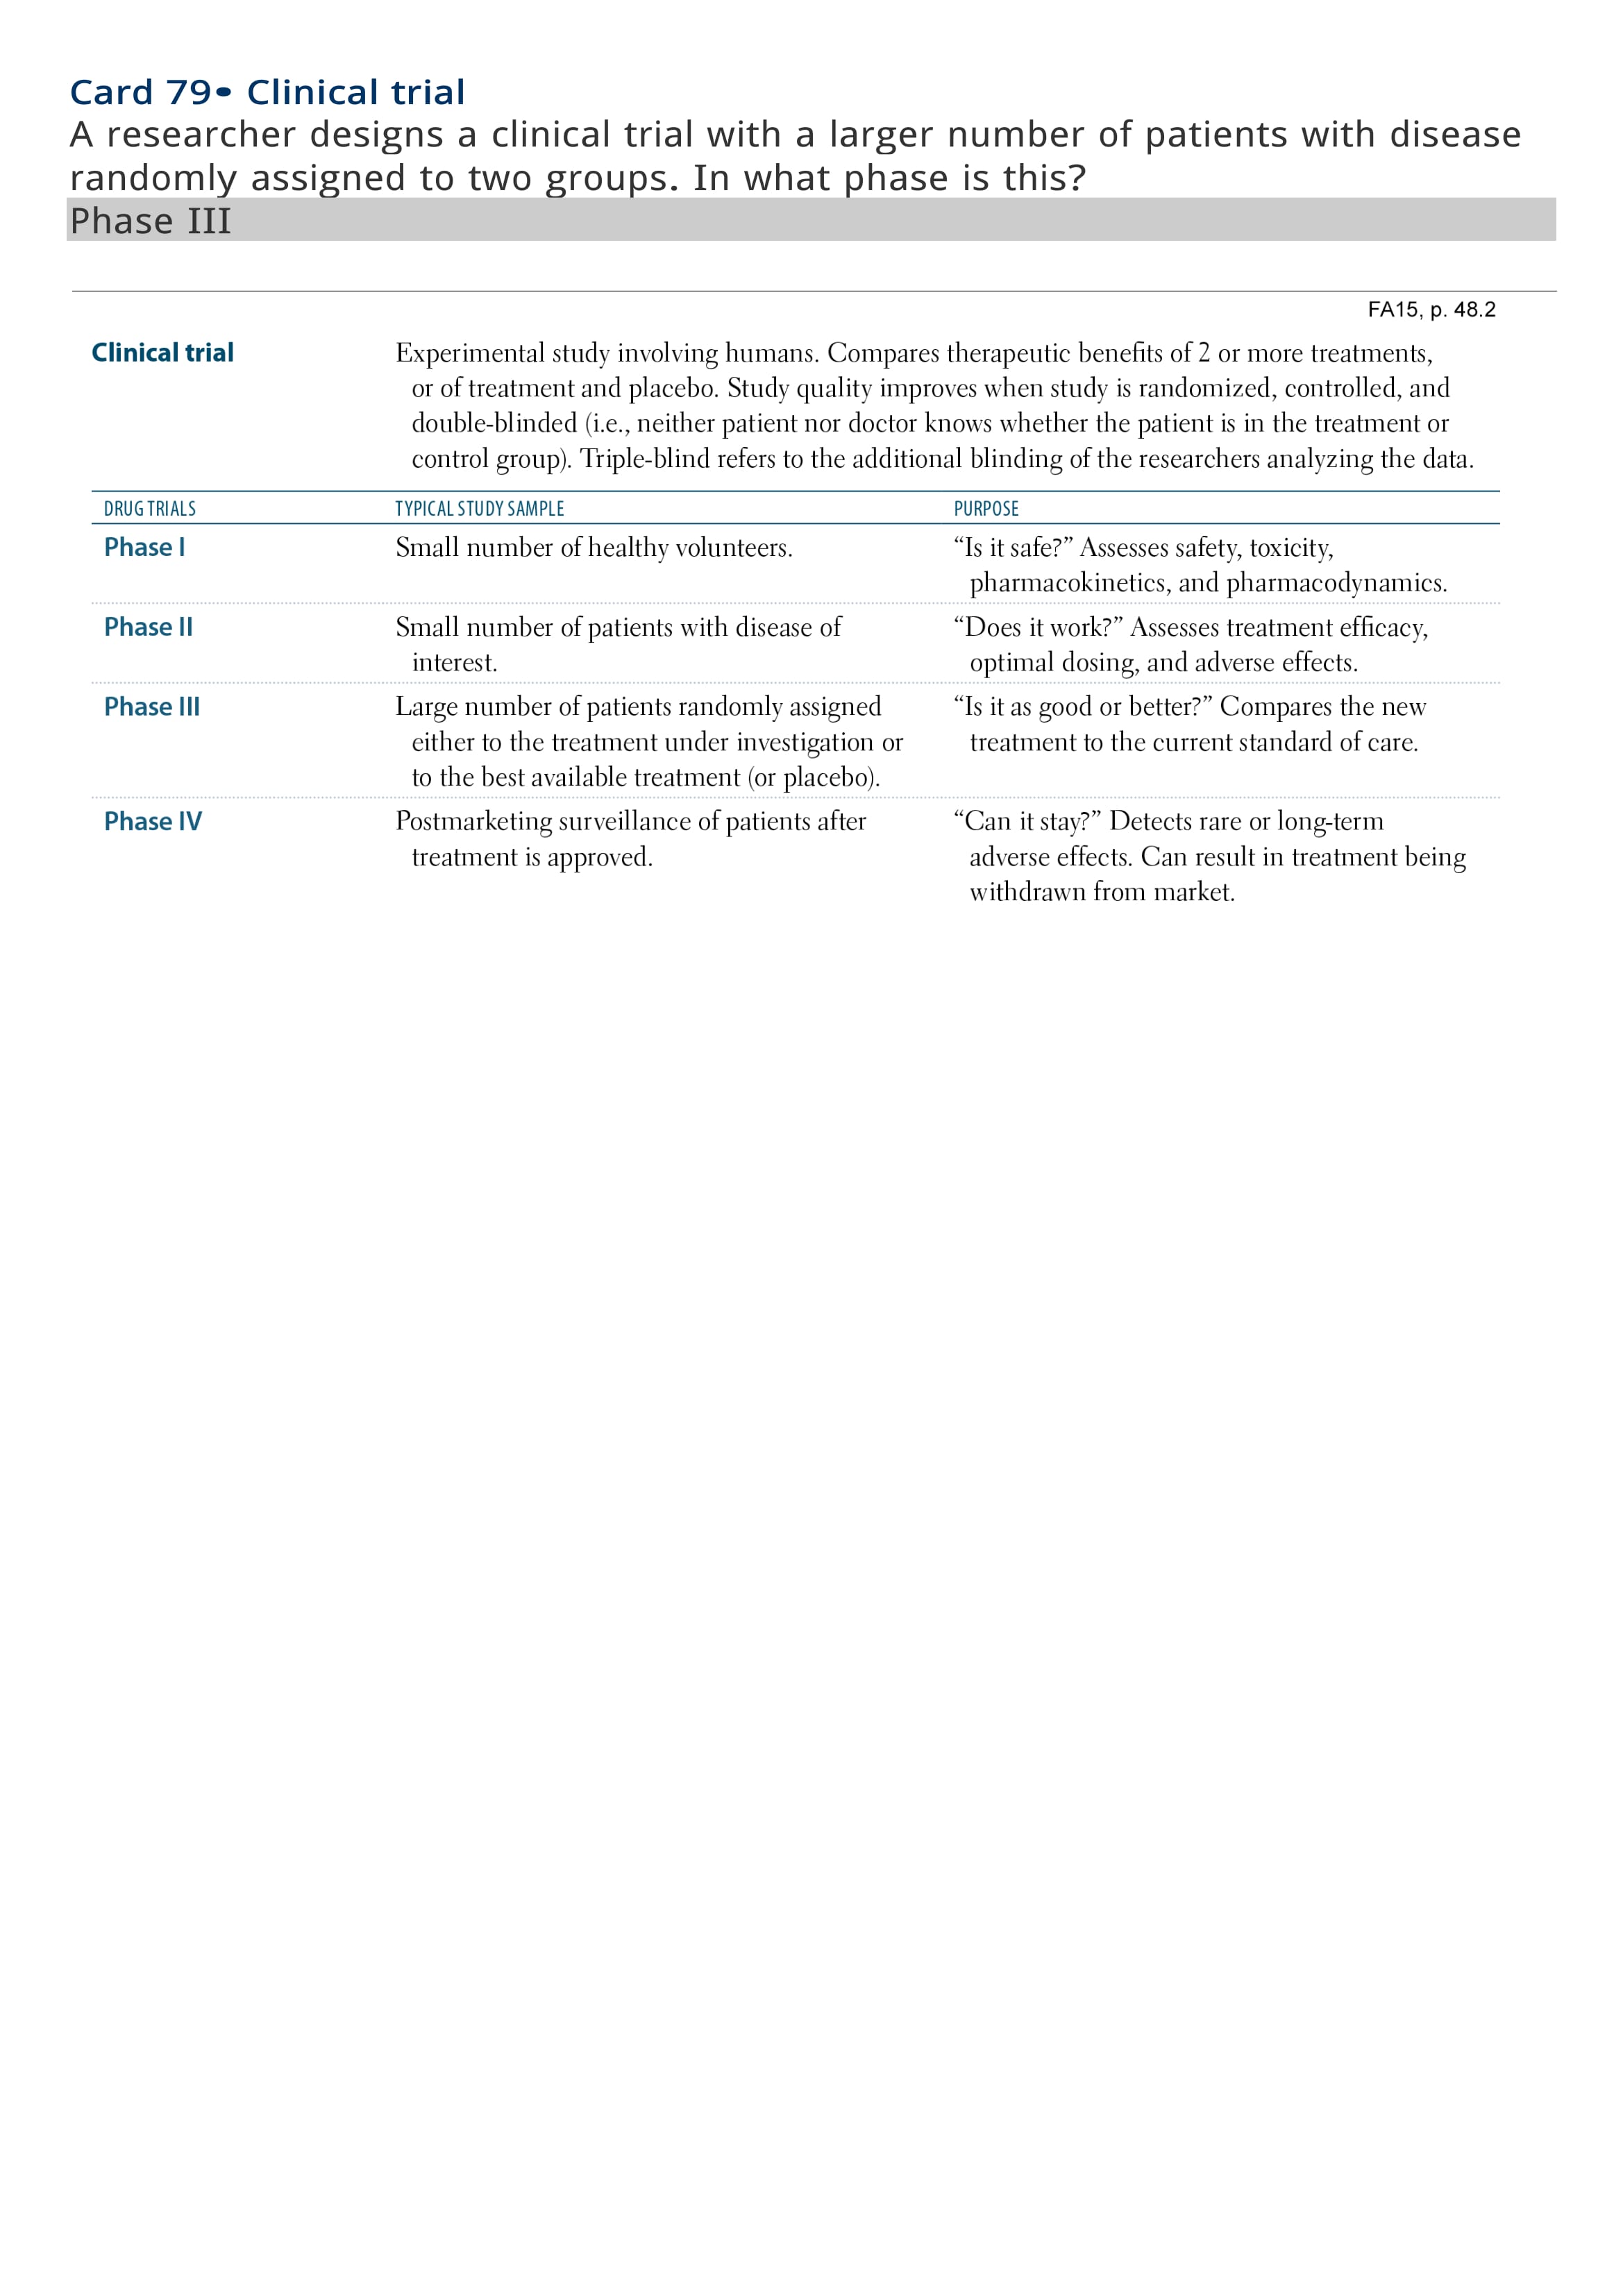 Card 79• Clinical trial
A researcher designs a clinical trial with a larger number of patients with disease
randomly assigned to two groups. In what phase is this?
Phase III
FA15, p. 48.2
Clinical trial
Experimental study involving humans. Compares therapeutic benefits of 2 or more treatments,
or of treatment and placebo. Study quality improves when study is randomized, controlled, and
double-blinded (i.e., neither patient nor doctor knows whether the patient is in the treatment or
control group). Triple-blind refers to the additional blinding of the researchers analyzing the data.
DRUG TRIALS TYPICAL STUDY SAMPLE PURPOSE
Phase I Small number of healthy volunteers. “Is it safe?” Assesses safety, toxicity,
pharmacokinetics, and pharmacodynamics.
Phase II Small number of patients with disease of “Does it work?” Assesses treatment efficacy,
interest. optimal dosing, and adverse effects.
Phase III Large number of patients randomly assigned “Is it as good or better?” Compares the new
either to the treatment under investigation or treatment to the current standard of care.
to the best available treatment (or placebo).
Phase IV Postmarketing surveillance of patients after “Can it stay?” Detects rare or long-term
treatment is approved. adverse effects. Can result in treatment being
withdrawn from market.